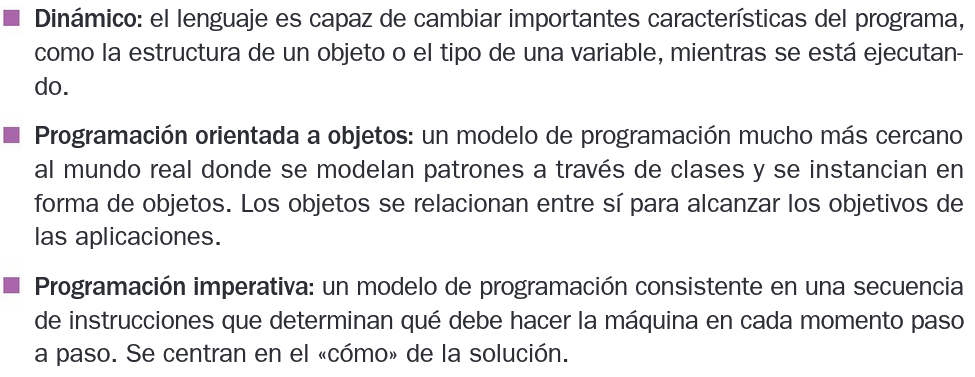 ■ Dinámico: el lenguaje es capaz de cambiar importantes características del programa,
como la estructura de un objeto o el tipo de una variable, mientras se está ejecutan-
do.
■ Programación orientada a objetos: un modelo de programación mucho más cercano
al mundo real donde se modelan patrones a través de clases y se instancian en
forma de objetos. Los objetos se relacionan entre sí para alcanzar los objetivos de
las aplicaciones.
■ Programación imperativa: un modelo de programación consistente en una secuencia
de instrucciones que determinan qué debe hacer la máquina en cada momento paso
a paso. Se centran en el «cómo» de la solución.